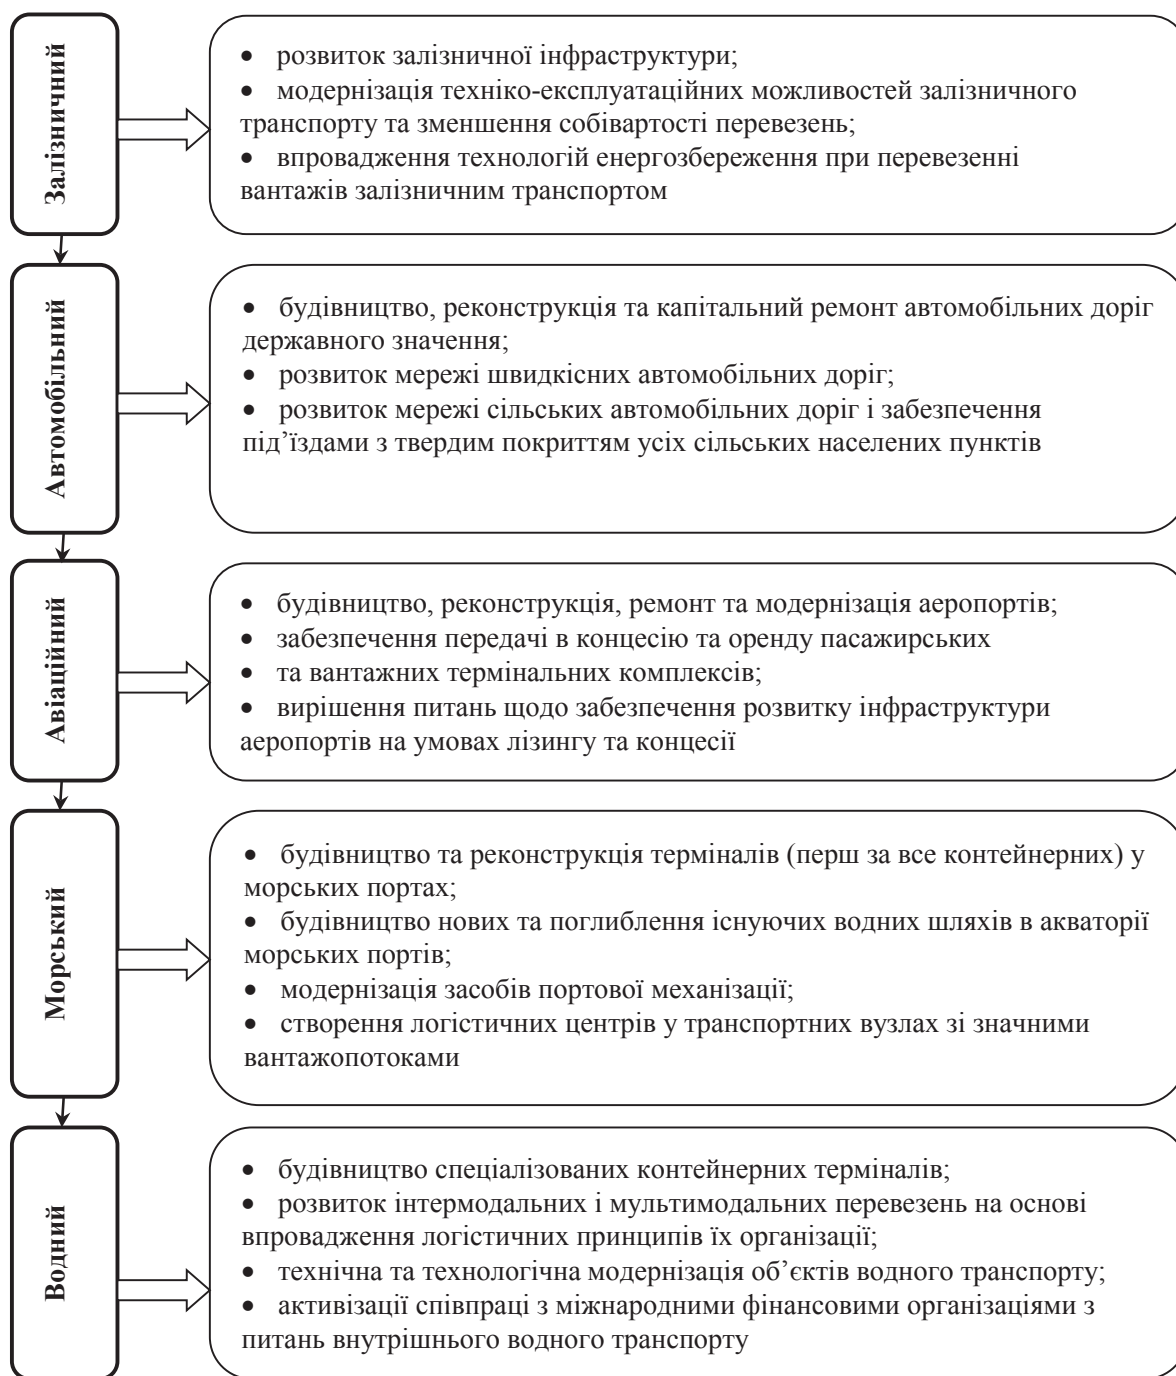 Залізничний
• розвиток залізничної інфраструктури;
• модернізація техніко-експлуатаційних можливостей залізничного
транспорту та зменшення собівартості перевезень;
• впровадження технологій енергозбереження при перевезенні
вантажів залізничним транспортом
Автомобільний
• будівництво, реконструкція та капітальний ремонт автомобільних доріг
державного значення;
• розвиток мережі швидкісних автомобільних доріг;
• розвиток мережі сільських автомобільних доріг і забезпечення
під’їздами з твердим покриттям усіх сільських населених пунктів
Авіаційний
• будівництво, реконструкція, ремонт та модернізація аеропортів;
• забезпечення передачі в концесію та оренду пасажирських
• та вантажних термінальних комплексів;
• вирішення питань щодо забезпечення розвитку інфраструктури
аеропортів на умовах лізингу та концесії
Морський
• будівництво та реконструкція терміналів (перш за все контейнерних) у
морських портах;
• будівництво нових та поглиблення існуючих водних шляхів в акваторії
морських портів;
• модернізація засобів портової механізації;
• створення логістичних центрів у транспортних вузлах зі значними
вантажопотоками
Водний
• будівництво спеціалізованих контейнерних терміналів;
• розвиток інтермодальних і мультимодальних перевезень на основі
впровадження логістичних принципів їх організації;
• технічна та технологічна модернізація об’єктів водного транспорту;
• активізації співпраці з міжнародними фінансовими організаціями з
питань внутрішнього водного транспорту